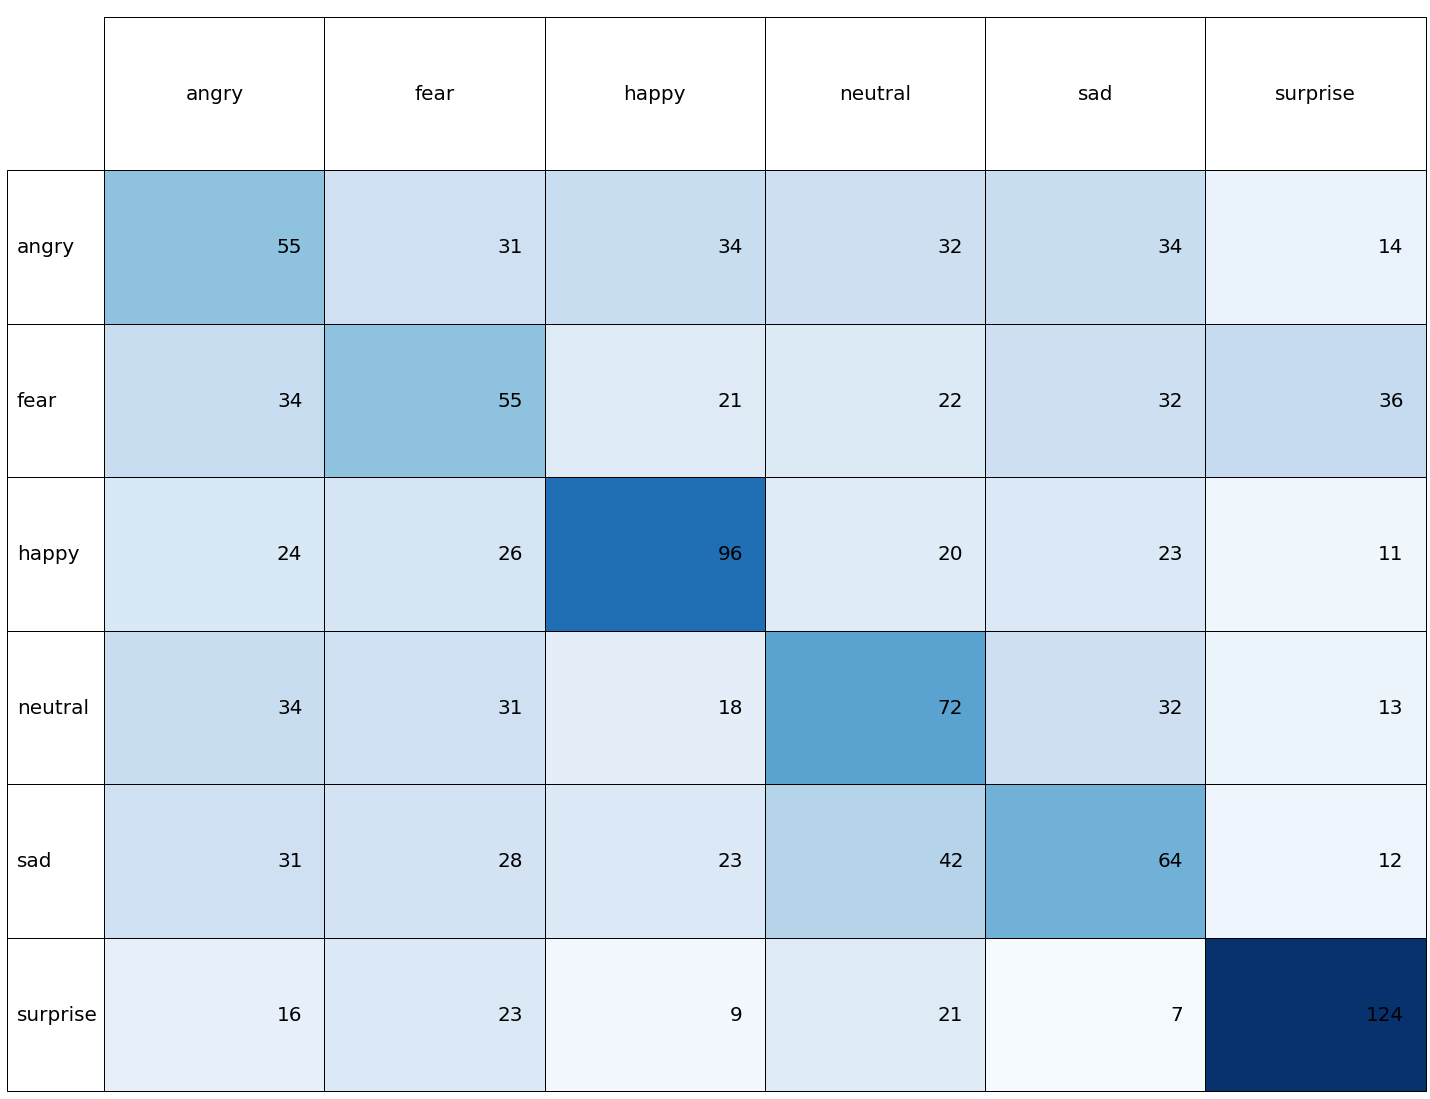 angry fear happy neutral sad surprise
angry 55 31 34 32 34 14
fear 34 55 21 22 32 36
happy 24 26 96 20 23 11
neutral 34 31 18 72 32 13
sad 31 28 23 42 64 12
surprise 16 23 9 21 7 124